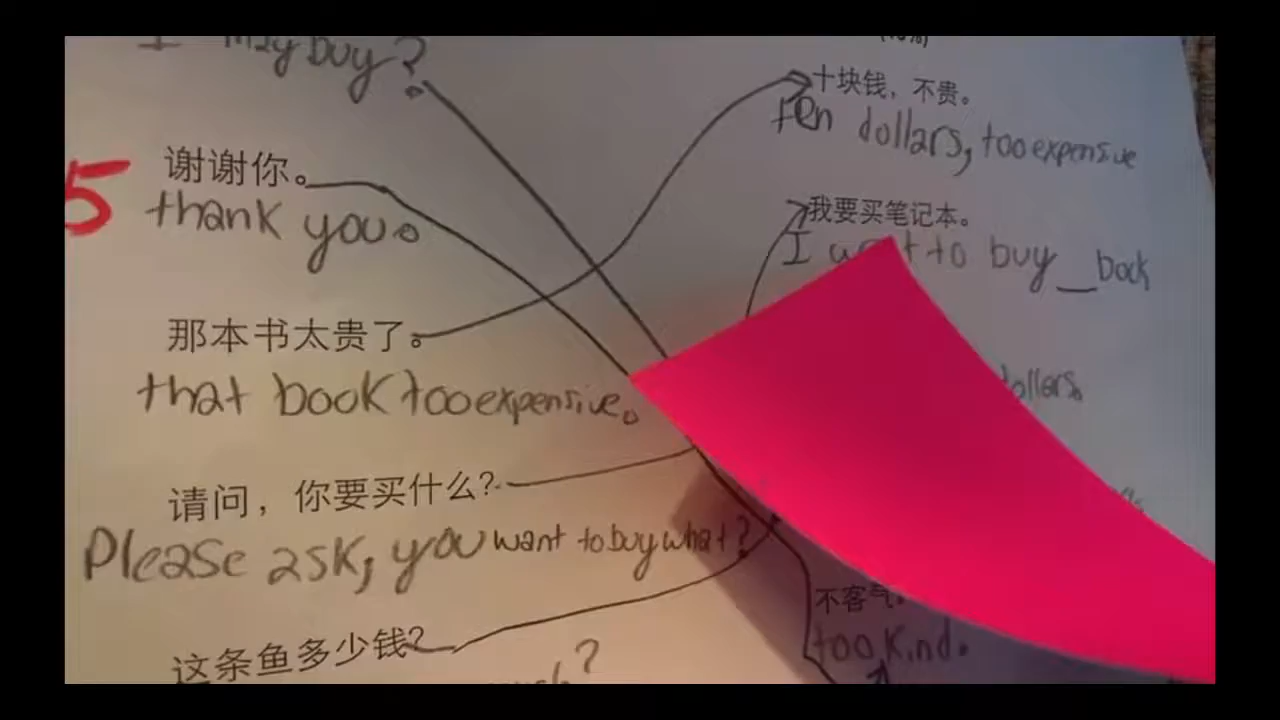 I may buy?
谢谢你。
5
thank you.
那本书太贵了。
that book too expensive.
请问，你要买什么？
Please ask, you want to buy what?
这条鱼多少钱？
?
十块钱，不贵。
ten dollars, too expensive
我要买笔记本。
I to buy __ book
dollars.
不客气
too kind.